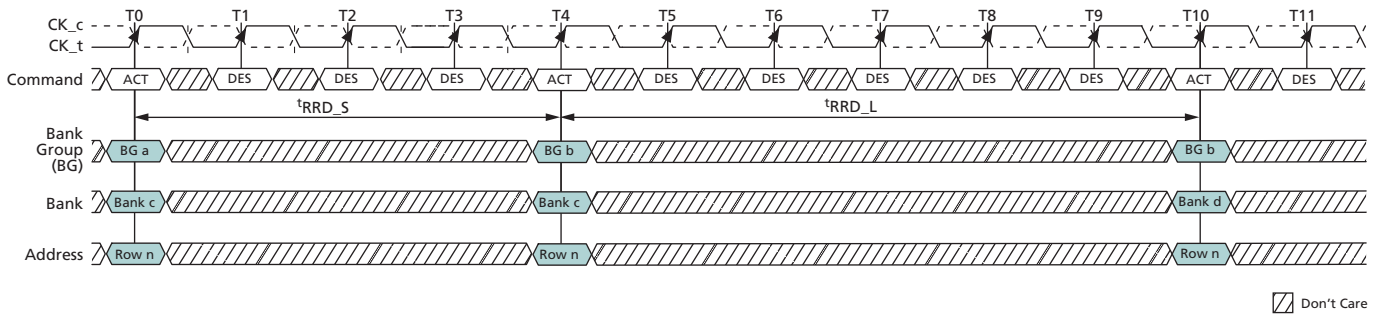 T0 T1 T2 T3 T4 T5 T6 T7 T8 T9 T10 T11
CK_c
CK_t
Command ACT DES DES DES ACT DES DES DES DES DES ACT DES
tRRD_S tRRD_L
Bank
Group
(BG)
BG a BG b BG b
Bank Bank c Bank c Bank d
Address Row n Row n Row n
Don't Care